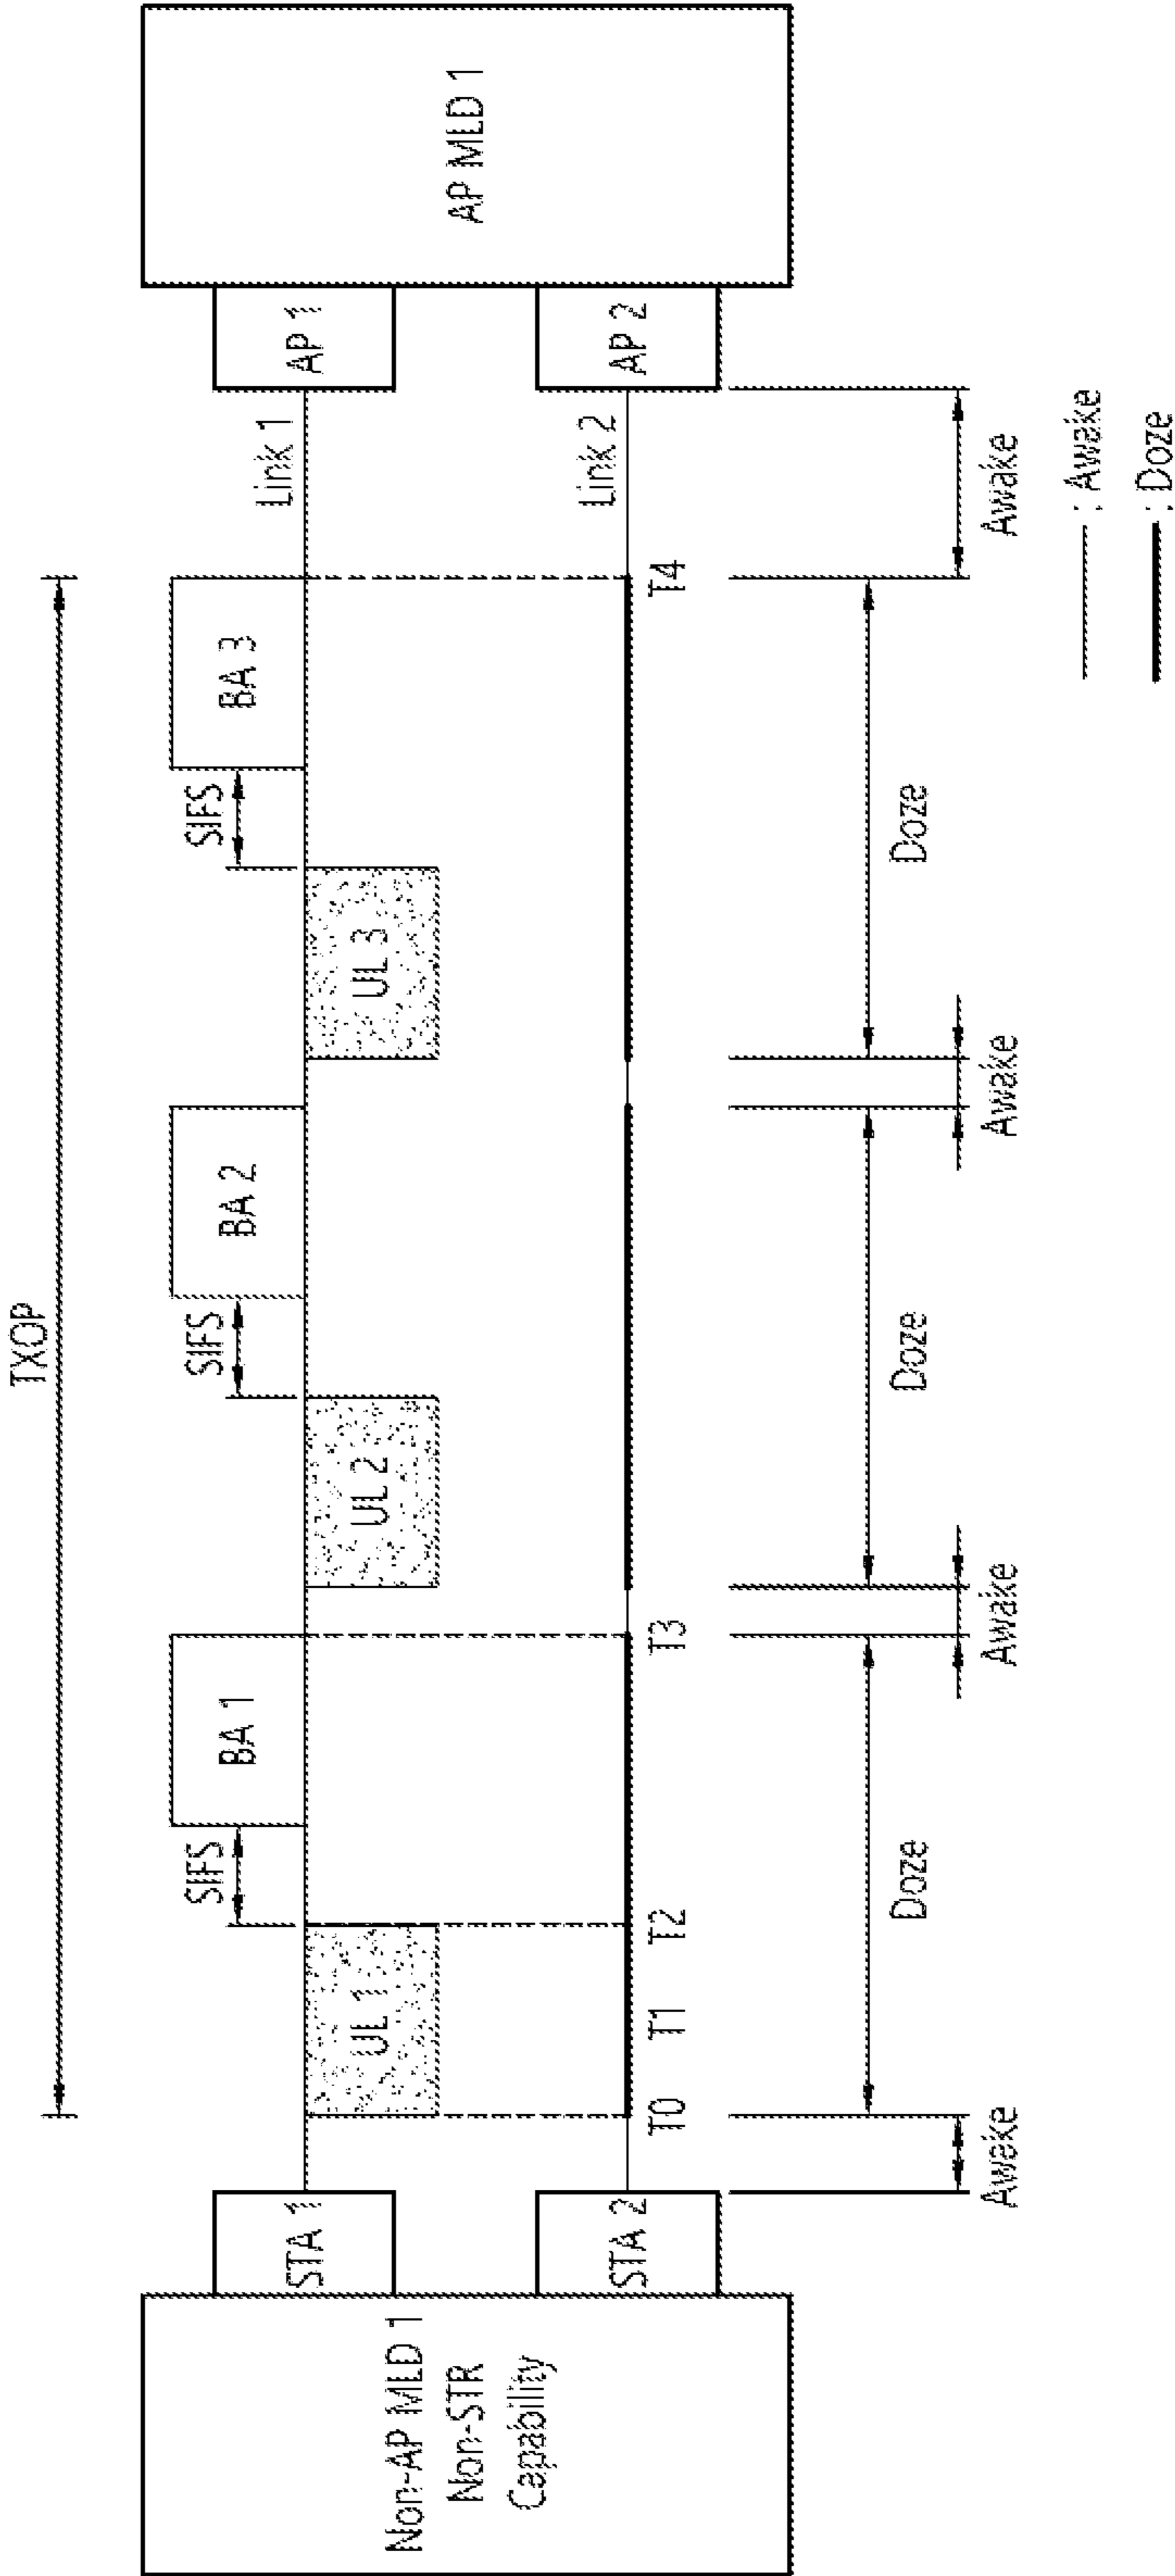 TXOP
SIFS
SIFS
SIFS
BA 1
BA 2
BA 3
Non-AP MLD 1
Non-STR
Capability
STA 1
UL 1
UL 2
UL 3
Link 1
AP 1
AP MLD 1
STA 2
Link 2
AP 2
T0
T1
T2
T3
T4
Doze
Doze
Doze
Awake
Awake
Awake
Awake
: Awake
: Doze